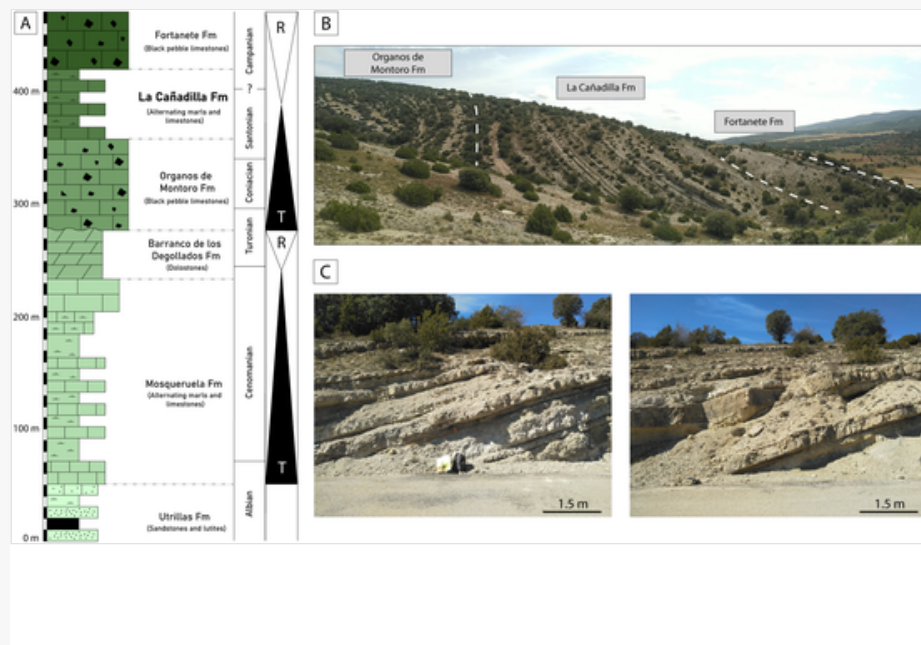 A
Fortanete Fm
(Black pebble limestones)
Campanian
R
400 m
?
La Cañadilla Fm
(Alternating marls and
limestones)
Santonian
Organos de
Montoro Fm
(Black pebble limestones)
Coniacian
300 m
T
Turonian
R
Barranco de los
Degollados Fm
(Dolostones)
200 m
Cenomanian
Mosqueruela Fm
(Alternating marls and
limestones)
100 m
T
Albian
Utrillas Fm
(Sandstones and lutites)
0 m
B
Organos de
Montoro Fm
La Cañadilla Fm
Fortanete Fm
C
1.5 m
1.5 m